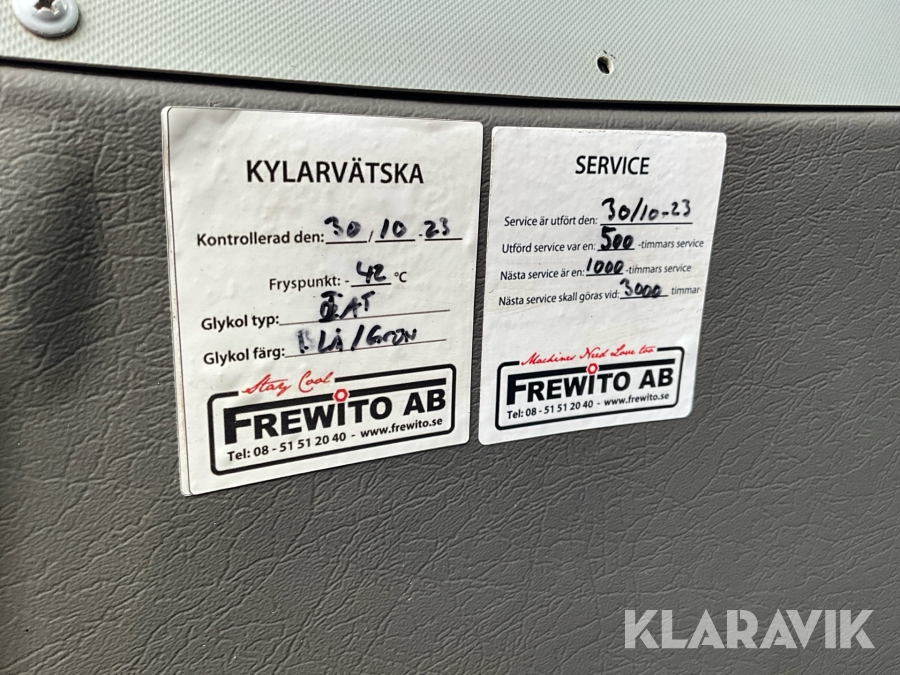 KYLARVÄTSKA
Kontrollerad den: 30/10-23
Fryspunkt: -42 °C
Glykol typ: OAT
Glykol färg: BLÅ/GRÖN
Stay Cool
FREWITO AB
Tel: 08 - 51 51 20 40 - www.frewito.se
SERVICE
Service är utfört den: 30/10-23
Utförd service var en: 500 -timmars service
Nästa service är en: 1000 -timmars service
Nästa service skall göras vid: 3000 timmar
Machines Need Love too
FREWITO AB
Tel: 08 - 51 51 20 40 - www.frewito.se
KLARAVIK